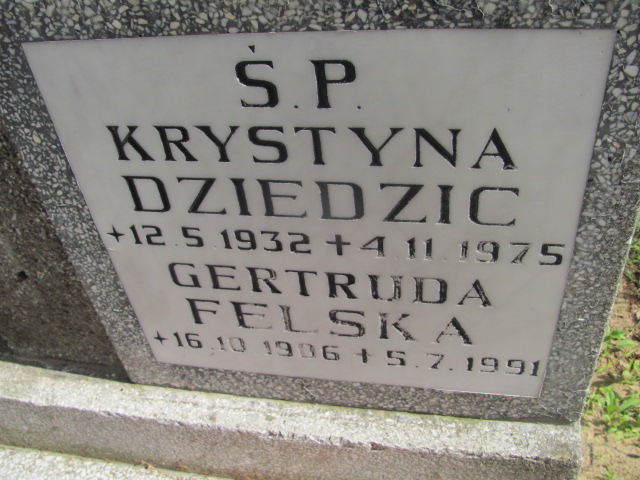 Ś.P.
KRYSTYNA
DZIEDZIC
+12.5.1932 +4.11.1975
GERTRUDA
FELSKA
+16.10.1906 +5.7.1991